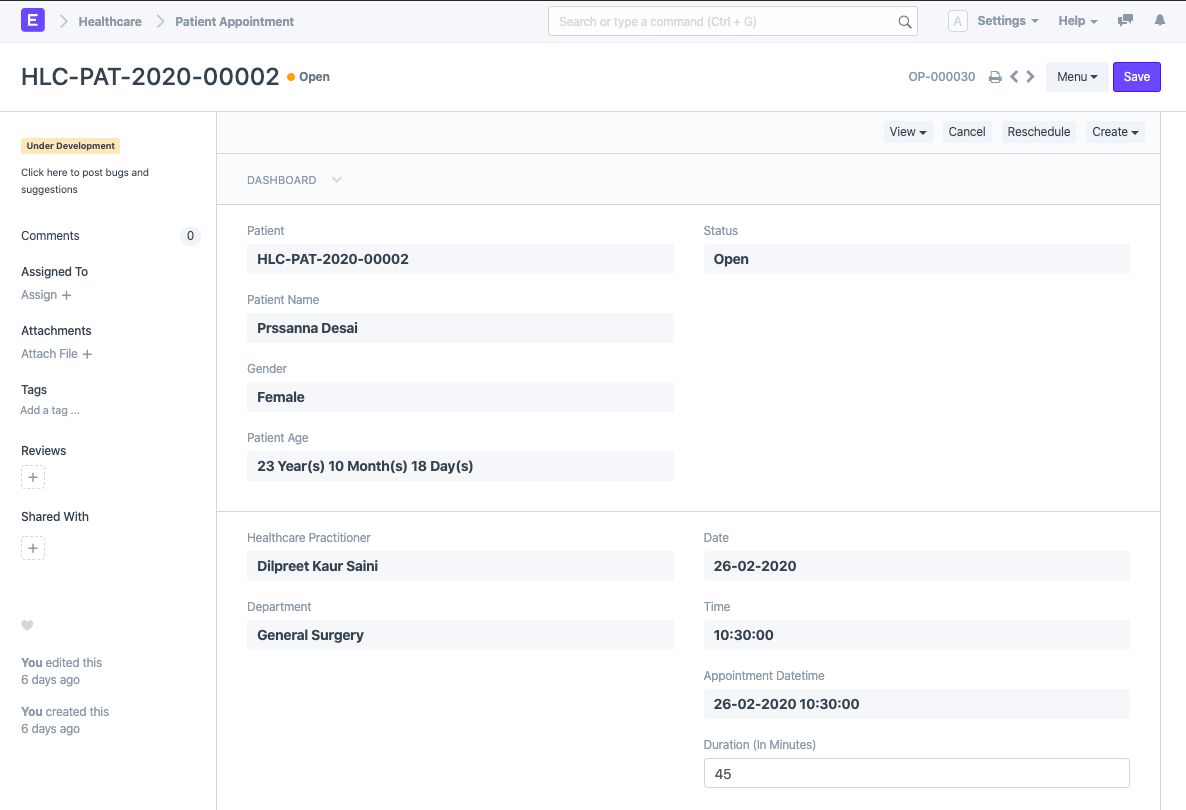 E Healthcare Patient Appointment Search or type a command (Ctrl + G) A Settings Help
HLC-PAT-2020-00002 Open OP-000030 Menu Save
View Cancel Reschedule Create
Under Development
Click here to post bugs and
suggestions
Comments 0
Assigned To
Assign +
Attachments
Attach File +
Tags
Add a tag ...
Reviews
+
Shared With
+
You edited this
6 days ago
You created this
6 days ago
DASHBOARD
Patient
HLC-PAT-2020-00002
Patient Name
Prssanna Desai
Gender
Female
Patient Age
23 Year(s) 10 Month(s) 18 Day(s)
Status
Open
Healthcare Practitioner
Dilpreet Kaur Saini
Department
General Surgery
Date
26-02-2020
Time
10:30:00
Appointment Datetime
26-02-2020 10:30:00
Duration (In Minutes)
45